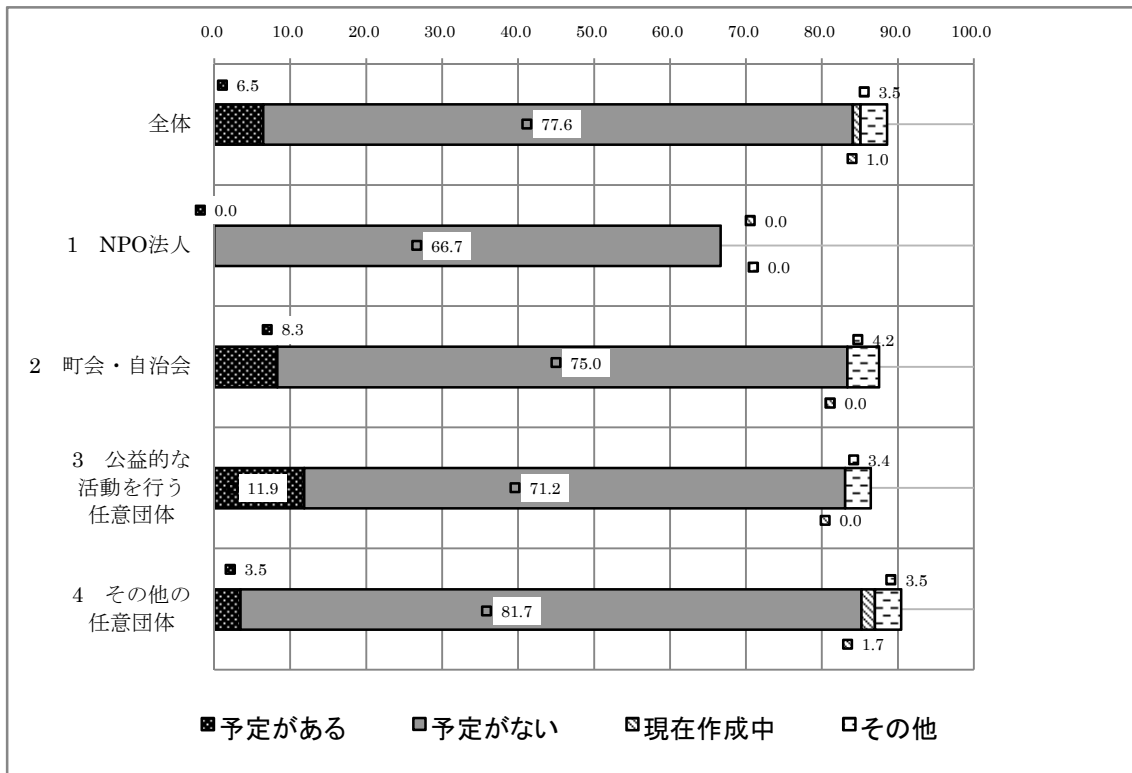 0.0 10.0 20.0 30.0 40.0 50.0 60.0 70.0 80.0 90.0 100.0
6.5 3.5
全体 77.6
1.0
0.0 0.0
1 NPO法人 66.7
0.0
8.3 4.2
2 町会・自治会 75.0
0.0
3 公益的な 3.4
活動を行う 11.9 71.2
任意団体 0.0
3.5 3.5
4 その他の 81.7
任意団体
1.7
予定がある 予定がない 現在作成中 その他